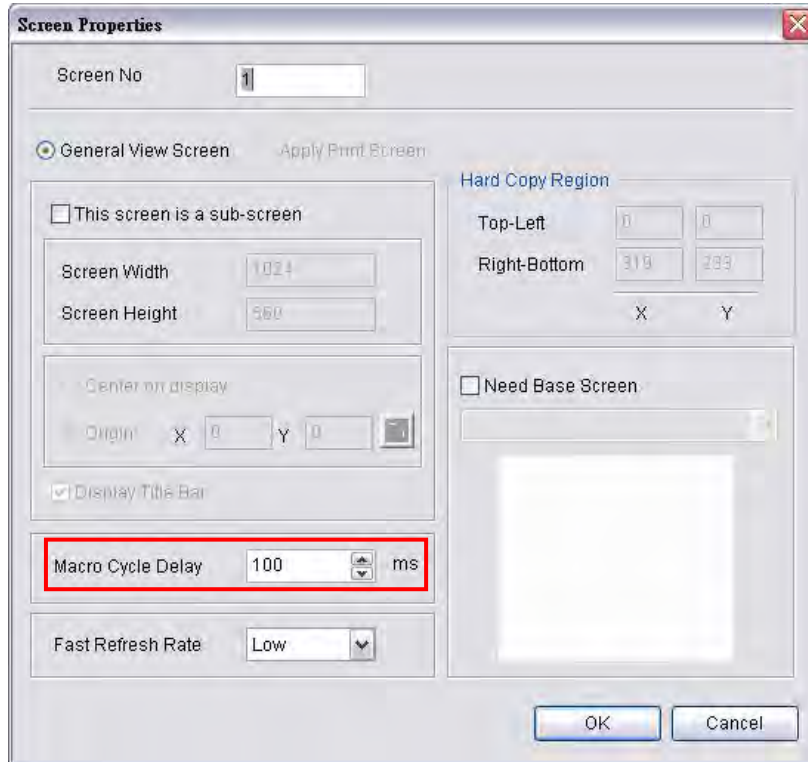 Screen Properties
Screen No 1
General View Screen Apply Print Screen
This screen is a sub-screen
Screen Width 1024
Screen Height 560
Center on display
Origin: X 0 Y 0
Display Title Bar
Macro Cycle Delay 100 ms
Fast Refresh Rate Low
Hard Copy Region
Top-Left 0 0
Right-Bottom 319 233
X Y
Need Base Screen
OK Cancel